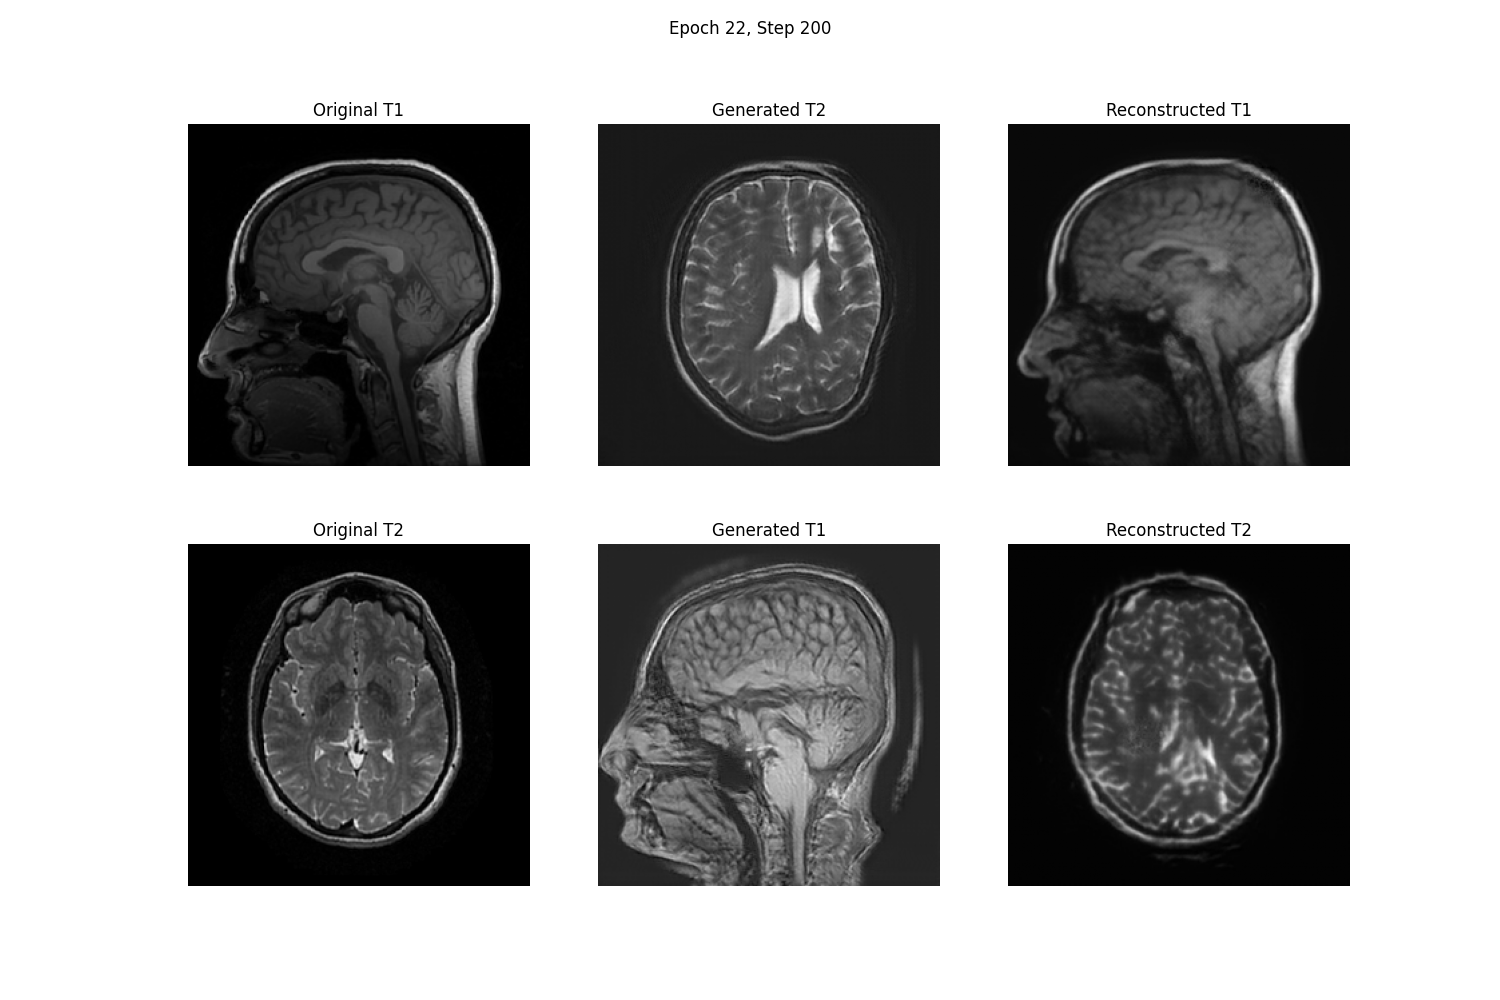 Epoch 22, Step 200
Original T1
Generated T2
Reconstructed T1
Original T2
Generated T1
Reconstructed T2